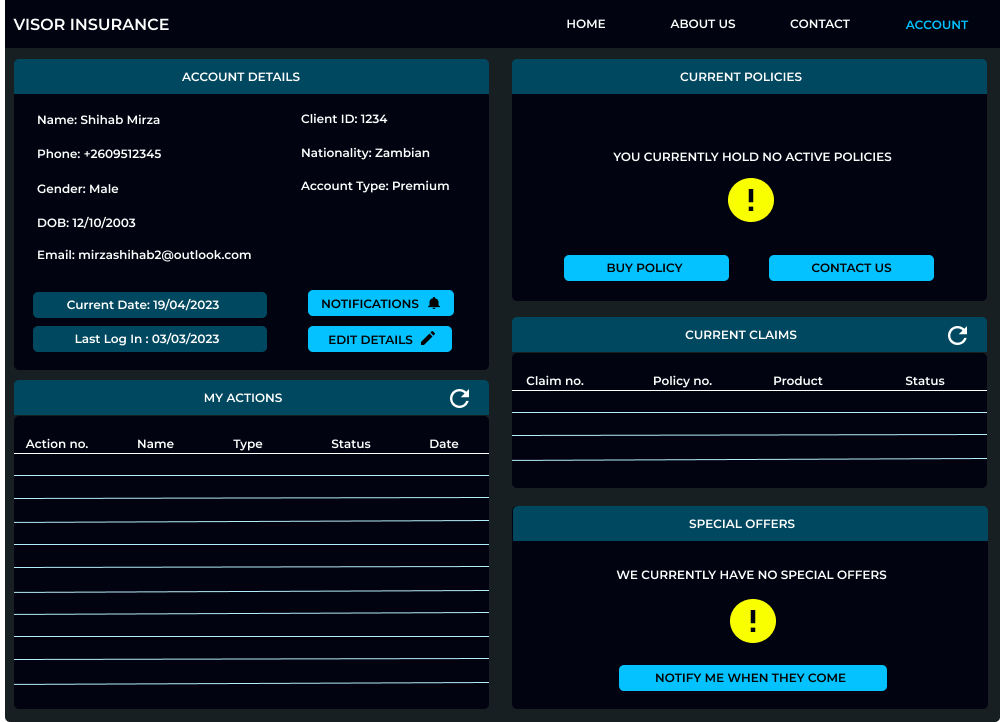 VISOR INSURANCE HOME ABOUT US CONTACT ACCOUNT
ACCOUNT DETAILS
Name: Shihab Mirza
Client ID: 1234
Phone: +2609512345
Nationality: Zambian
Gender: Male
Account Type: Premium
DOB: 12/10/2003
Email: mirzashihab2@outlook.com
Current Date: 19/04/2023
NOTIFICATIONS
Last Log In : 03/03/2023
EDIT DETAILS
MY ACTIONS
Action no. Name Type Status Date
CURRENT POLICIES
YOU CURRENTLY HOLD NO ACTIVE POLICIES
!
BUY POLICY
CONTACT US
CURRENT CLAIMS
Claim no. Policy no. Product Status
SPECIAL OFFERS
WE CURRENTLY HAVE NO SPECIAL OFFERS
!
NOTIFY ME WHEN THEY COME